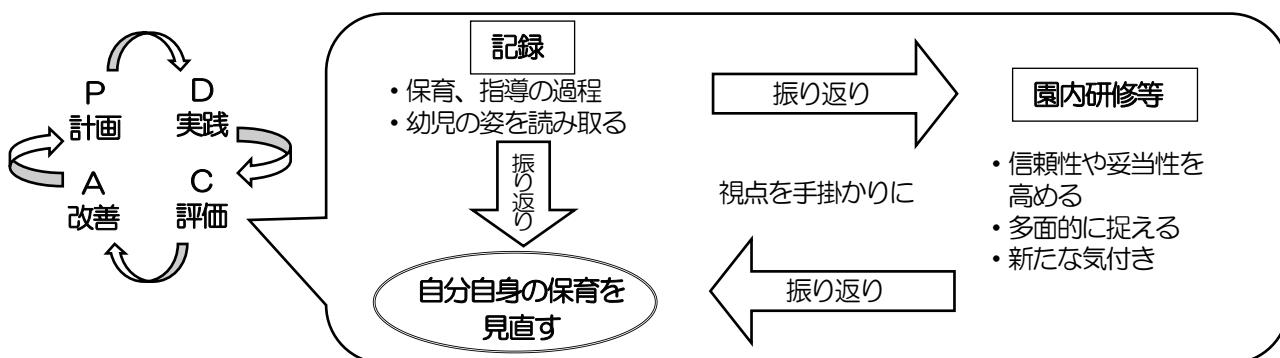 P
計画
D
実践
A
改善
C
評価
記録
・保育、指導の過程
・幼児の姿を読み取る
振り返り
自分自身の保育を
見直す
振り返り
視点を手掛かりに
振り返り
園内研修等
・信頼性や妥当性を
高める
・多面的に捉える
・新たな気付き